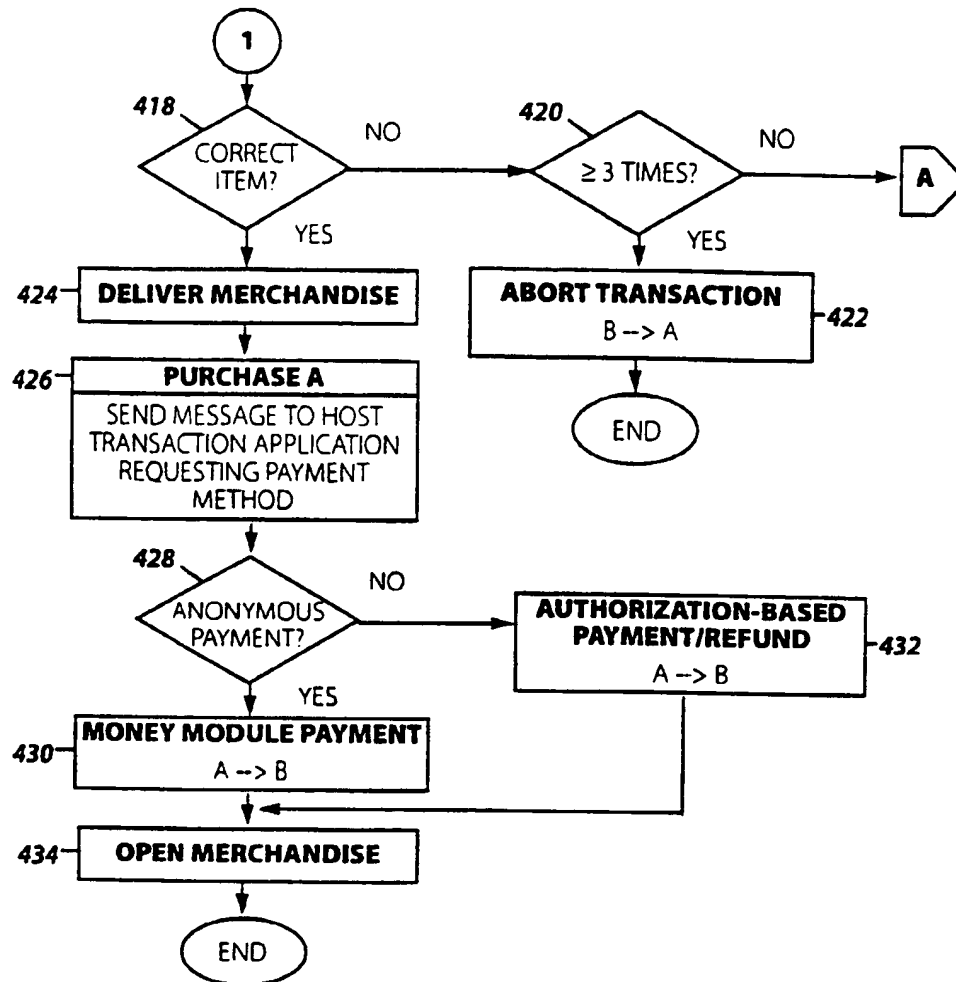 1
418
CORRECT
ITEM?
NO
YES
420
≥ 3 TIMES?
NO
YES
A
424
DELIVER MERCHANDISE
ABORT TRANSACTION
B --> A
422
END
426
PURCHASE A
SEND MESSAGE TO HOST
TRANSACTION APPLICATION
REQUESTING PAYMENT
METHOD
428
ANONYMOUS
PAYMENT?
NO
YES
AUTHORIZATION-BASED
PAYMENT/REFUND
A --> B
432
430
MONEY MODULE PAYMENT
A --> B
434
OPEN MERCHANDISE
END